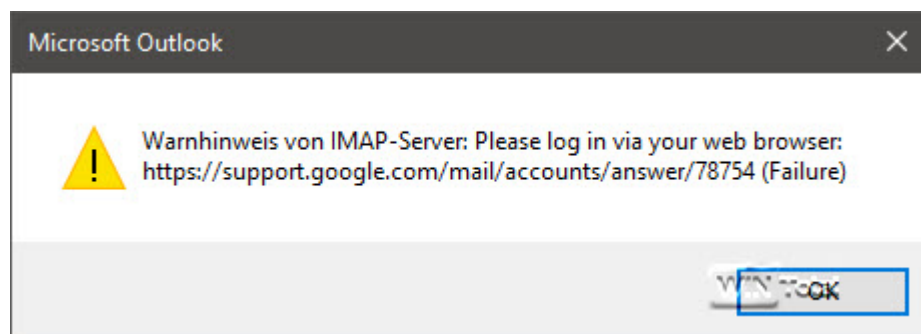 Microsoft Outlook
Warnhinweis von IMAP-Server: Please log in via your web browser:
https://support.google.com/mail/accounts/answer/78754 (Failure)
OK